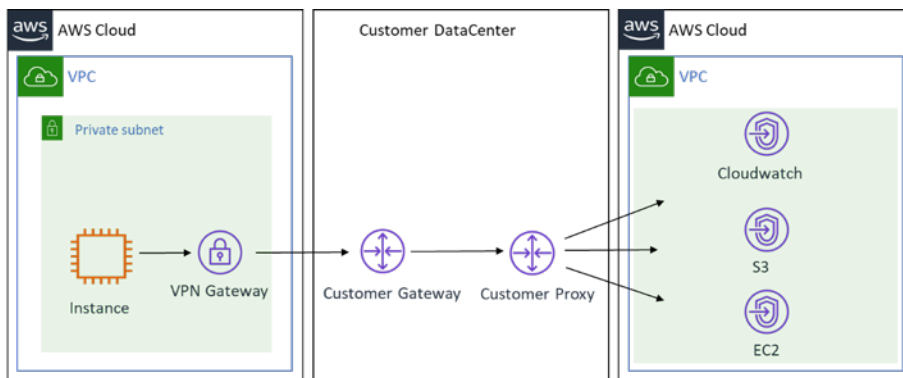 aws
AWS Cloud
VPC
Private subnet
Instance
VPN Gateway
Customer DataCenter
Customer Gateway
Customer Proxy
aws
AWS Cloud
VPC
Cloudwatch
S3
EC2